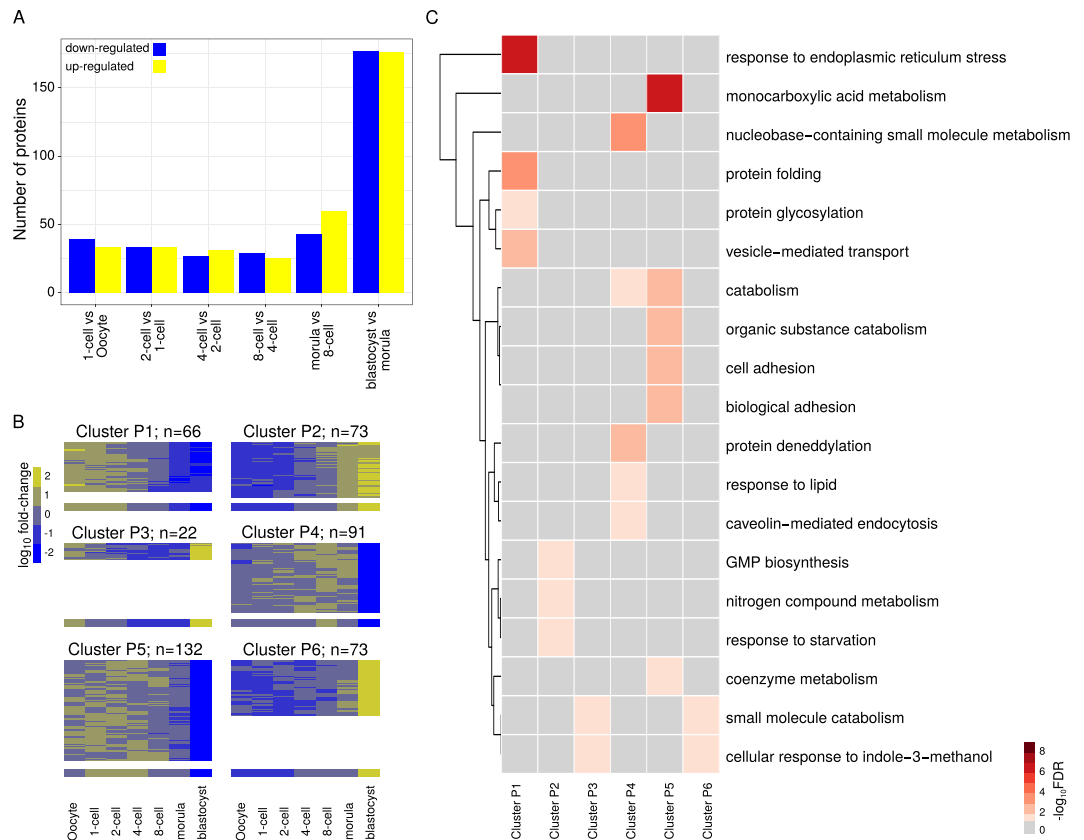 A
down-regulated
up-regulated
Number of proteins
150
100
50
0
1-cell vs
Oocyte
2-cell vs
1-cell
4-cell vs
2-cell
8-cell vs
4-cell
morula vs
8-cell
blastocyst vs
morula
B
Cluster P1; n=66
Cluster P2; n=73
log10 fold-change
2
1
0
-1
-2
Cluster P3; n=22
Cluster P4; n=91
Cluster P5; n=132
Cluster P6; n=73
Oocyte
1-cell
2-cell
4-cell
8-cell
morula
blastocyst
Oocyte
1-cell
2-cell
4-cell
8-cell
morula
blastocyst
C
response to endoplasmic reticulum stress
monocarboxylic acid metabolism
nucleobase−containing small molecule metabolism
protein folding
protein glycosylation
vesicle−mediated transport
catabolism
organic substance catabolism
cell adhesion
biological adhesion
protein deneddylation
response to lipid
caveolin−mediated endocytosis
GMP biosynthesis
nitrogen compound metabolism
response to starvation
coenzyme metabolism
small molecule catabolism
cellular response to indole−3−methanol
Cluster P1
Cluster P2
Cluster P3
Cluster P4
Cluster P5
Cluster P6
8
6
4
2
0
-log10FDR